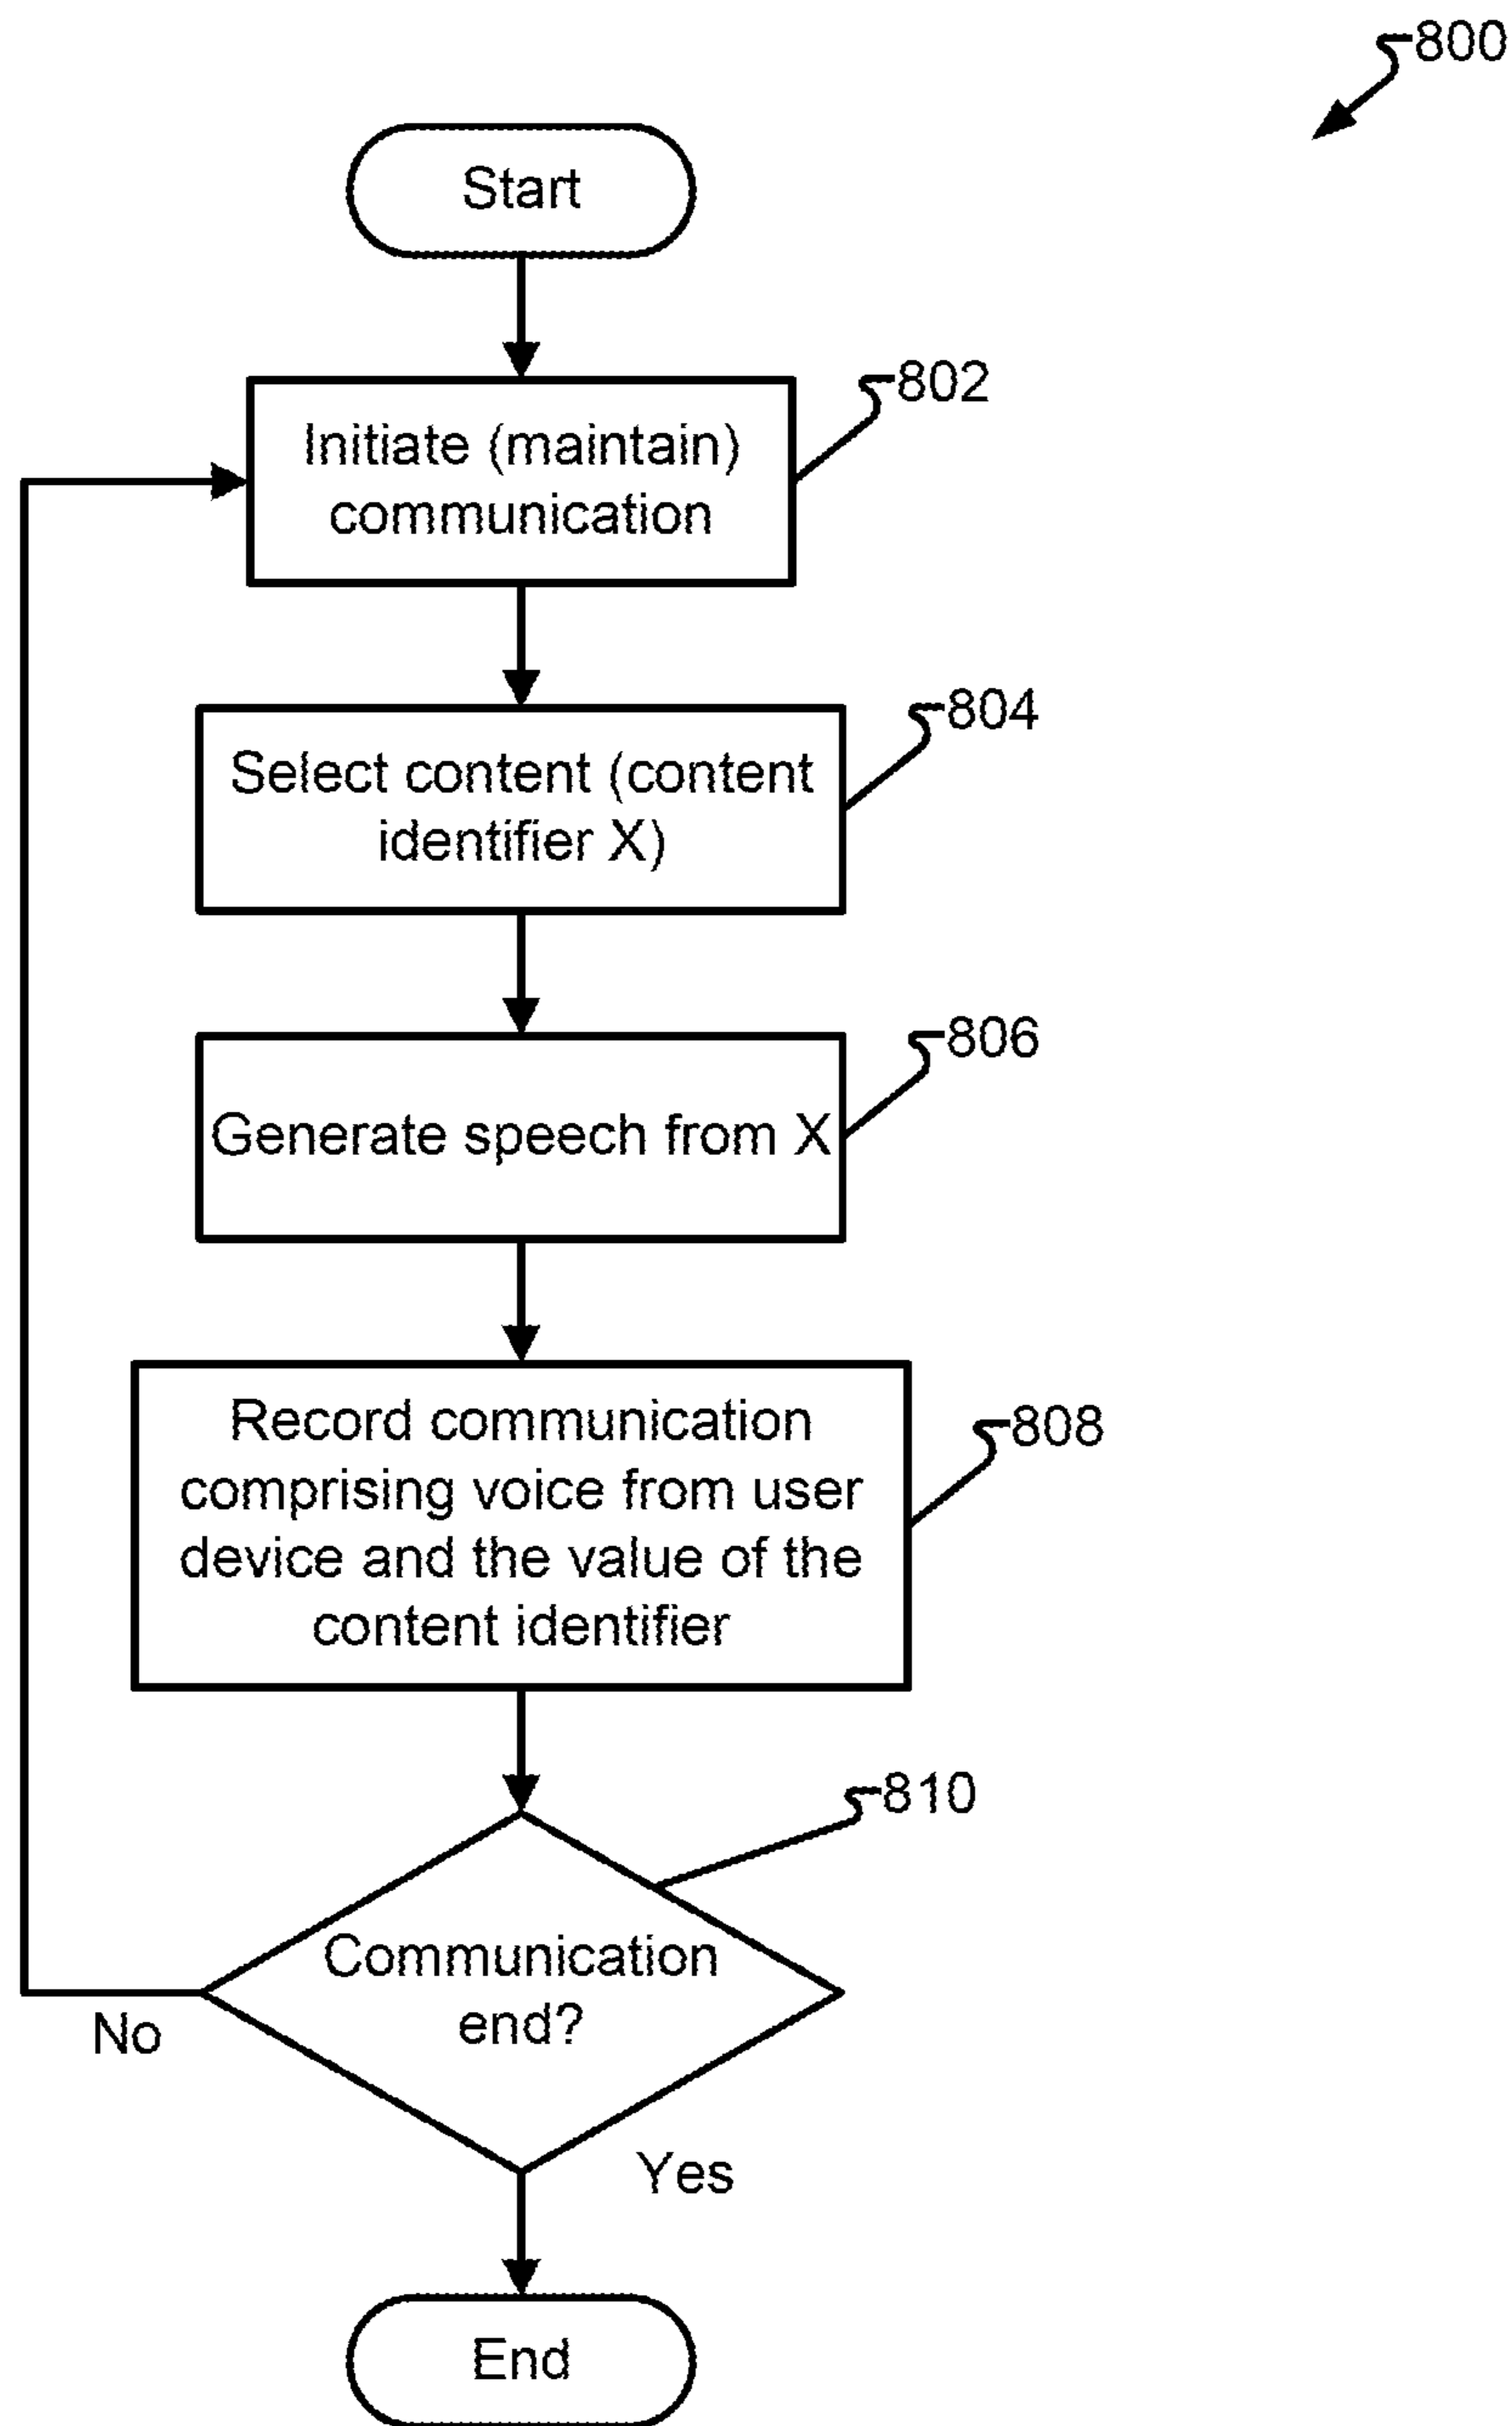 800
Start
802
Initiate (maintain)
communication
804
Select content (content
identifier X)
806
Generate speech from X
Record communication
808
comprising voice from user
device and the value of the
content identifier
810
Communication
end?
No
Yes
End